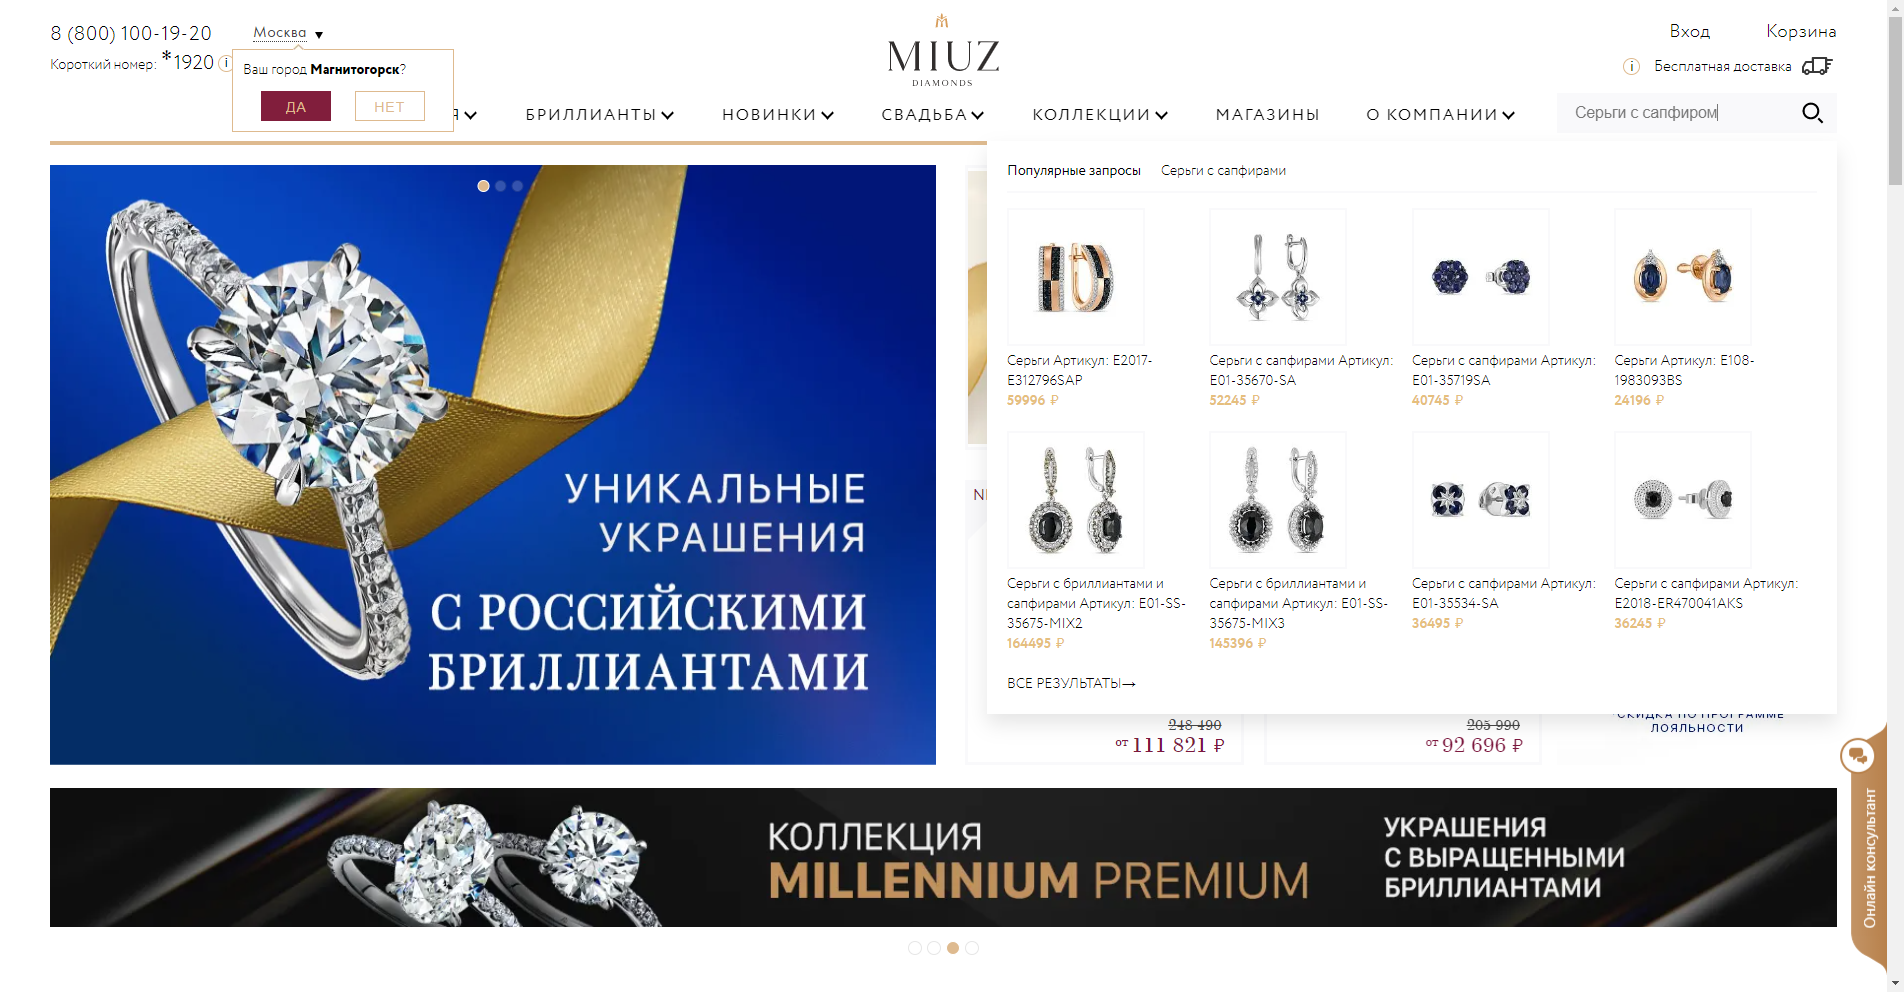 8 (800) 100-19-20
Москва ▼
Короткий номер: *1920 i
Ваш город Магнитогорск?
ДА
НЕТ
MIUZ
DIAMONDS
Вход
Корзина
i Бесплатная доставка
Я
БРИЛЛИАНТЫ
НОВИНКИ
СВАДЬБА
КОЛЛЕКЦИИ
МАГАЗИНЫ
О КОМПАНИИ
Серьги с сапфиром
Популярные запросы
Серьги с сапфирами
Серьги Артикул: E2017-
E312796SAP
59996 ₽
Серьги с сапфирами Артикул:
E01-35670-SA
52245 ₽
Серьги с сапфирами Артикул:
E01-35719SA
40745 ₽
Серьги Артикул: E108-
1983093BS
24196 ₽
Серьги с бриллиантами и
сапфирами Артикул: E01-SS-
35675-MIX2
164495 ₽
Серьги с бриллиантами и
сапфирами Артикул: E01-SS-
35675-MIX3
145396 ₽
Серьги с сапфирами Артикул:
E01-35534-SA
36495 ₽
Серьги с сапфирами Артикул:
E2018-ER470041AKS
36245 ₽
ВСЕ РЕЗУЛЬТАТЫ→
УНИКАЛЬНЫЕ
УКРАШЕНИЯ
С РОССИЙСКИМИ
БРИЛЛИАНТАМИ
248 490
от 111 821 ₽
205 990
от 92 696 ₽
СКИДКА ПО ПРОГРАММЕ
ЛОЯЛЬНОСТИ
КОЛЛЕКЦИЯ
MILLENNIUM PREMIUM
УКРАШЕНИЯ
С ВЫРАЩЕННЫМИ
БРИЛЛИАНТАМИ
Онлайн консультант